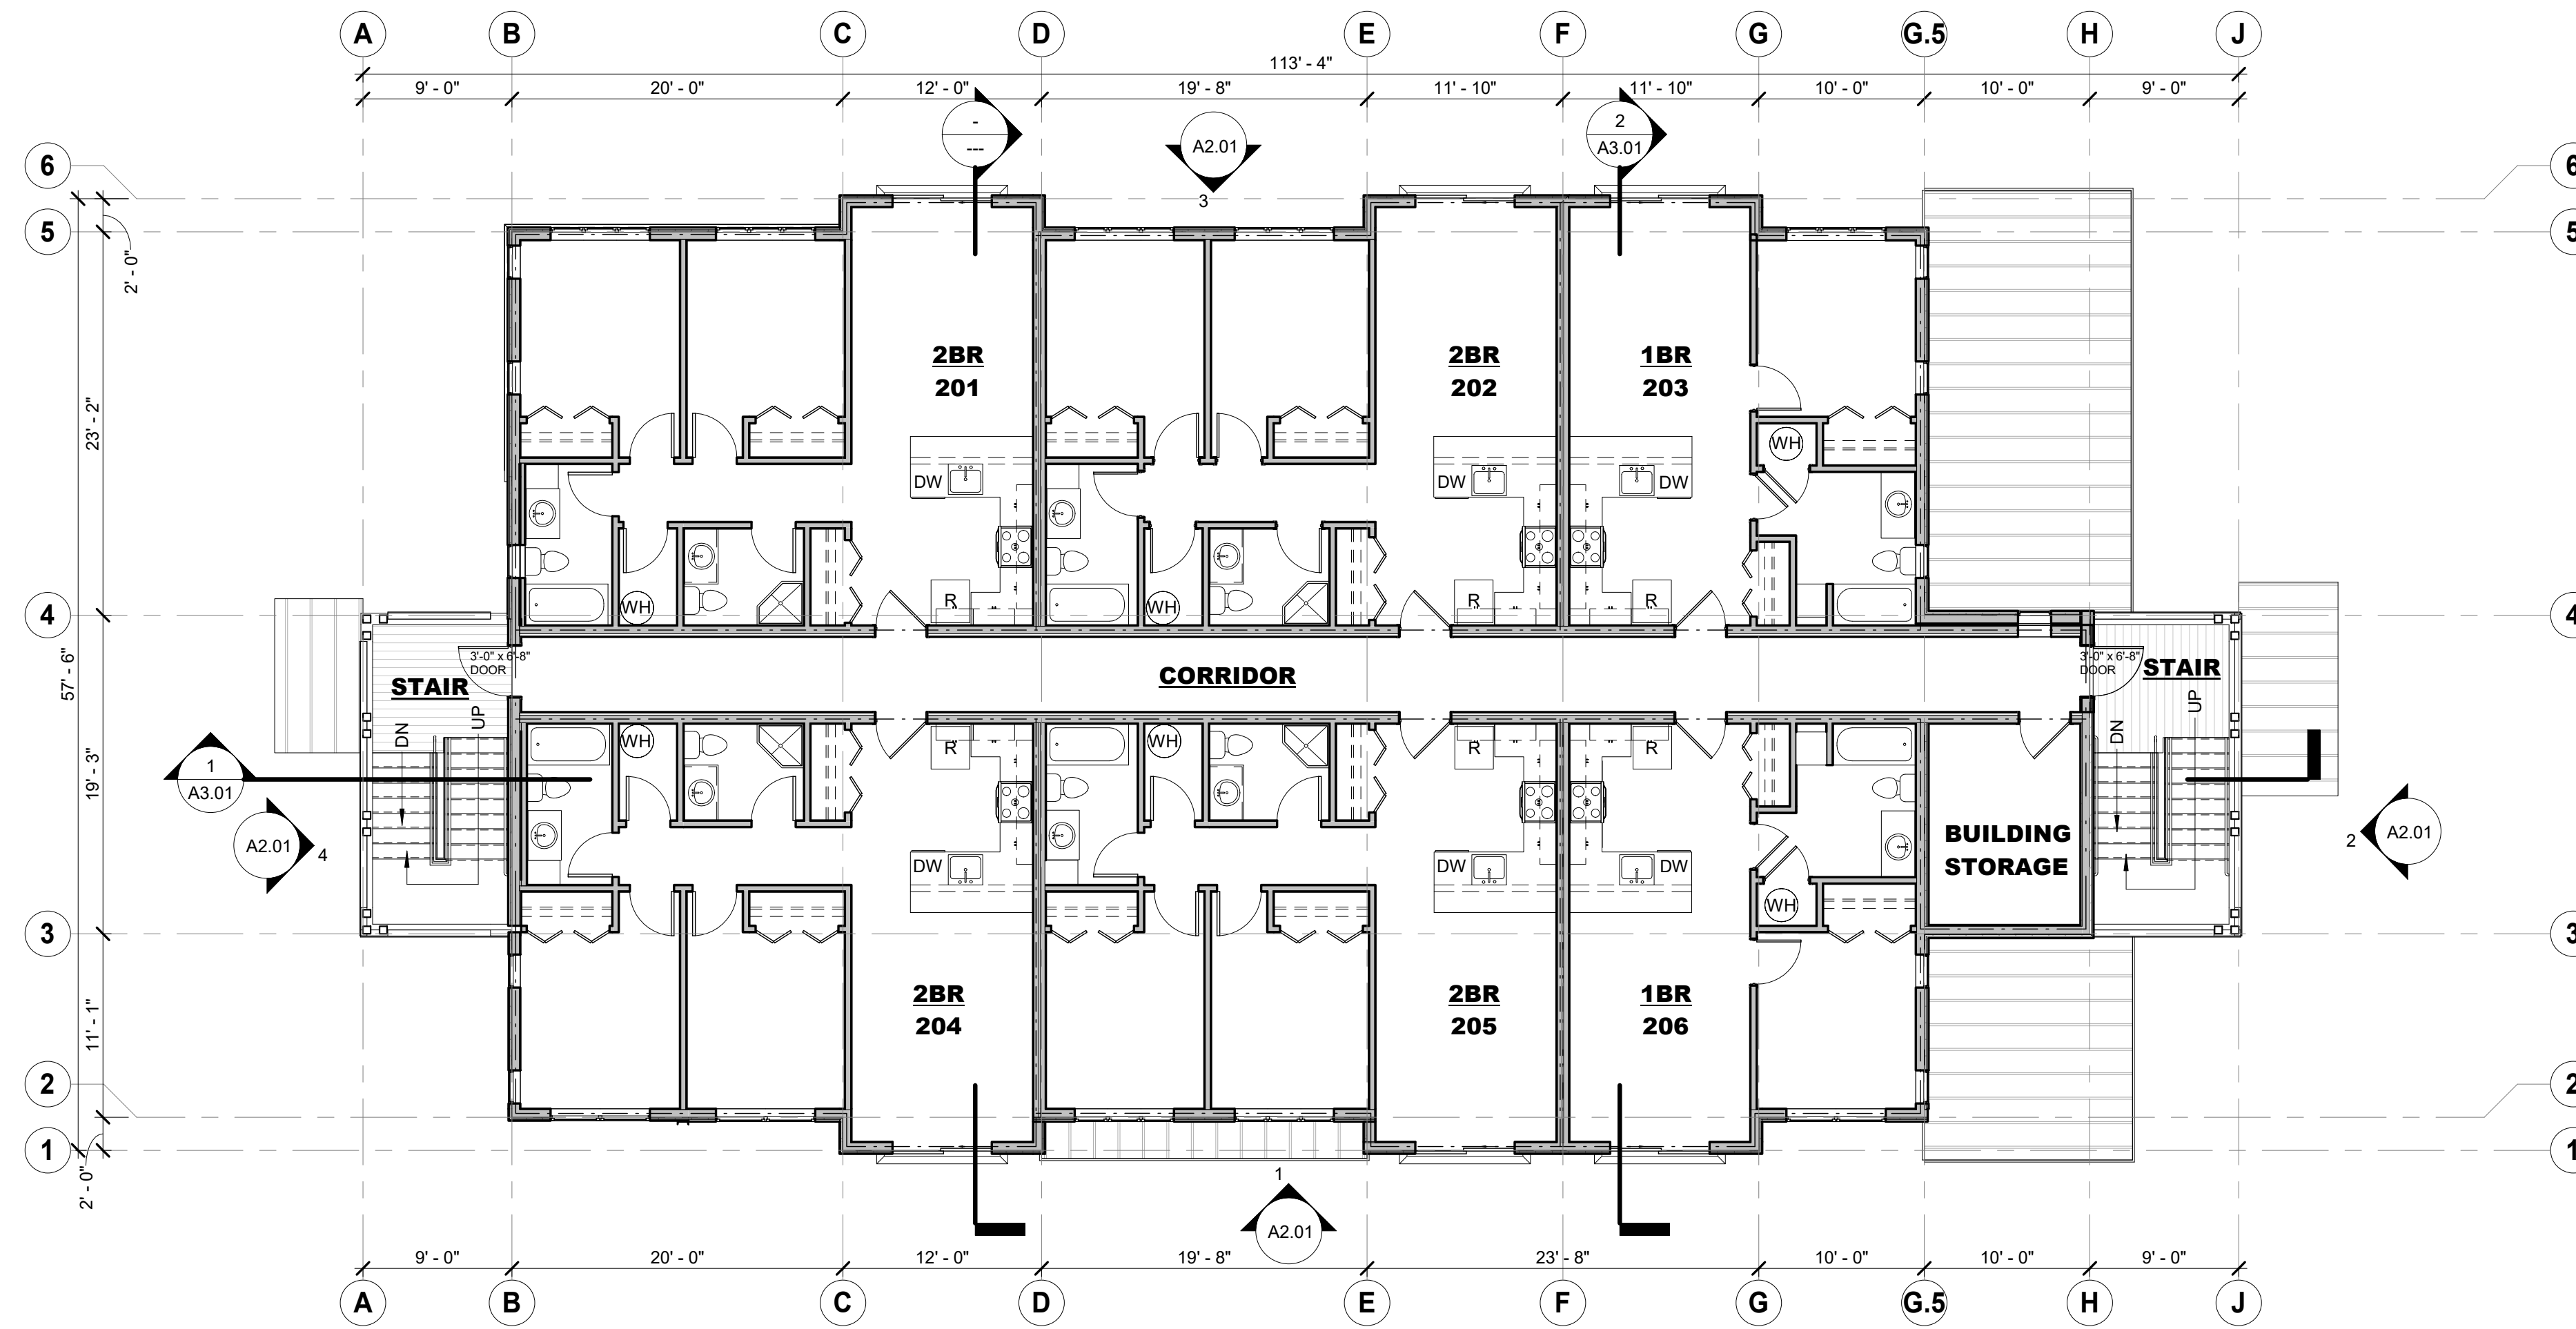 A B C D E F G G.5 H J
113' - 4"
9' - 0" 20' - 0" 12' - 0" 19' - 8" 11' - 10" 11' - 10" 10' - 0" 10' - 0" 9' - 0"
-
---
A2.01
3
2
A3.01
6 6
5 5
2' - 0"
2BR
201
2BR
202
1BR
203
23' - 2"
WH
DW DW DW
WH WH
R R R
4 4
57' - 6"
3'-0" x 6'-8"
DOOR
STAIR
CORRIDOR
3'-0" x 6'-8"
DOOR
STAIR
DN UP
DN UP
WH WH
R R R
1
A3.01
19' - 3"
A2.01
4
BUILDING
STORAGE
2
A2.01
DW DW DW
WH
3 3
2BR
204
2BR
205
1BR
206
11' - 1"
2 2
1 1
2' - 0"
1
A2.01
9' - 0" 20' - 0" 12' - 0" 19' - 8" 23' - 8" 10' - 0" 10' - 0" 9' - 0"
A B C D E F G G.5 H J